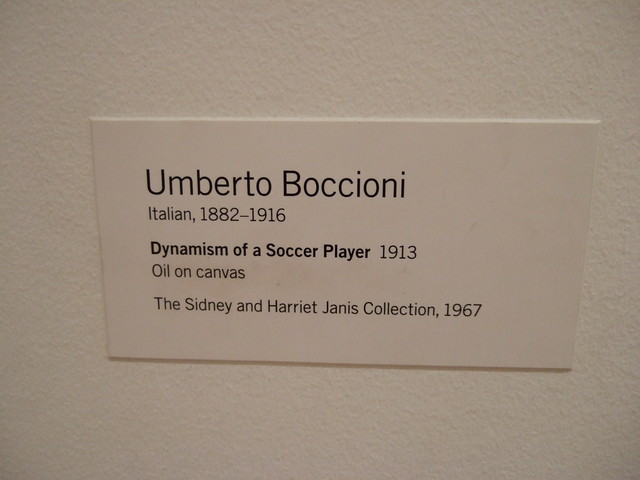 Umberto Boccioni
Italian, 1882–1916
Dynamism of a Soccer Player 1913
Oil on canvas
The Sidney and Harriet Janis Collection, 1967